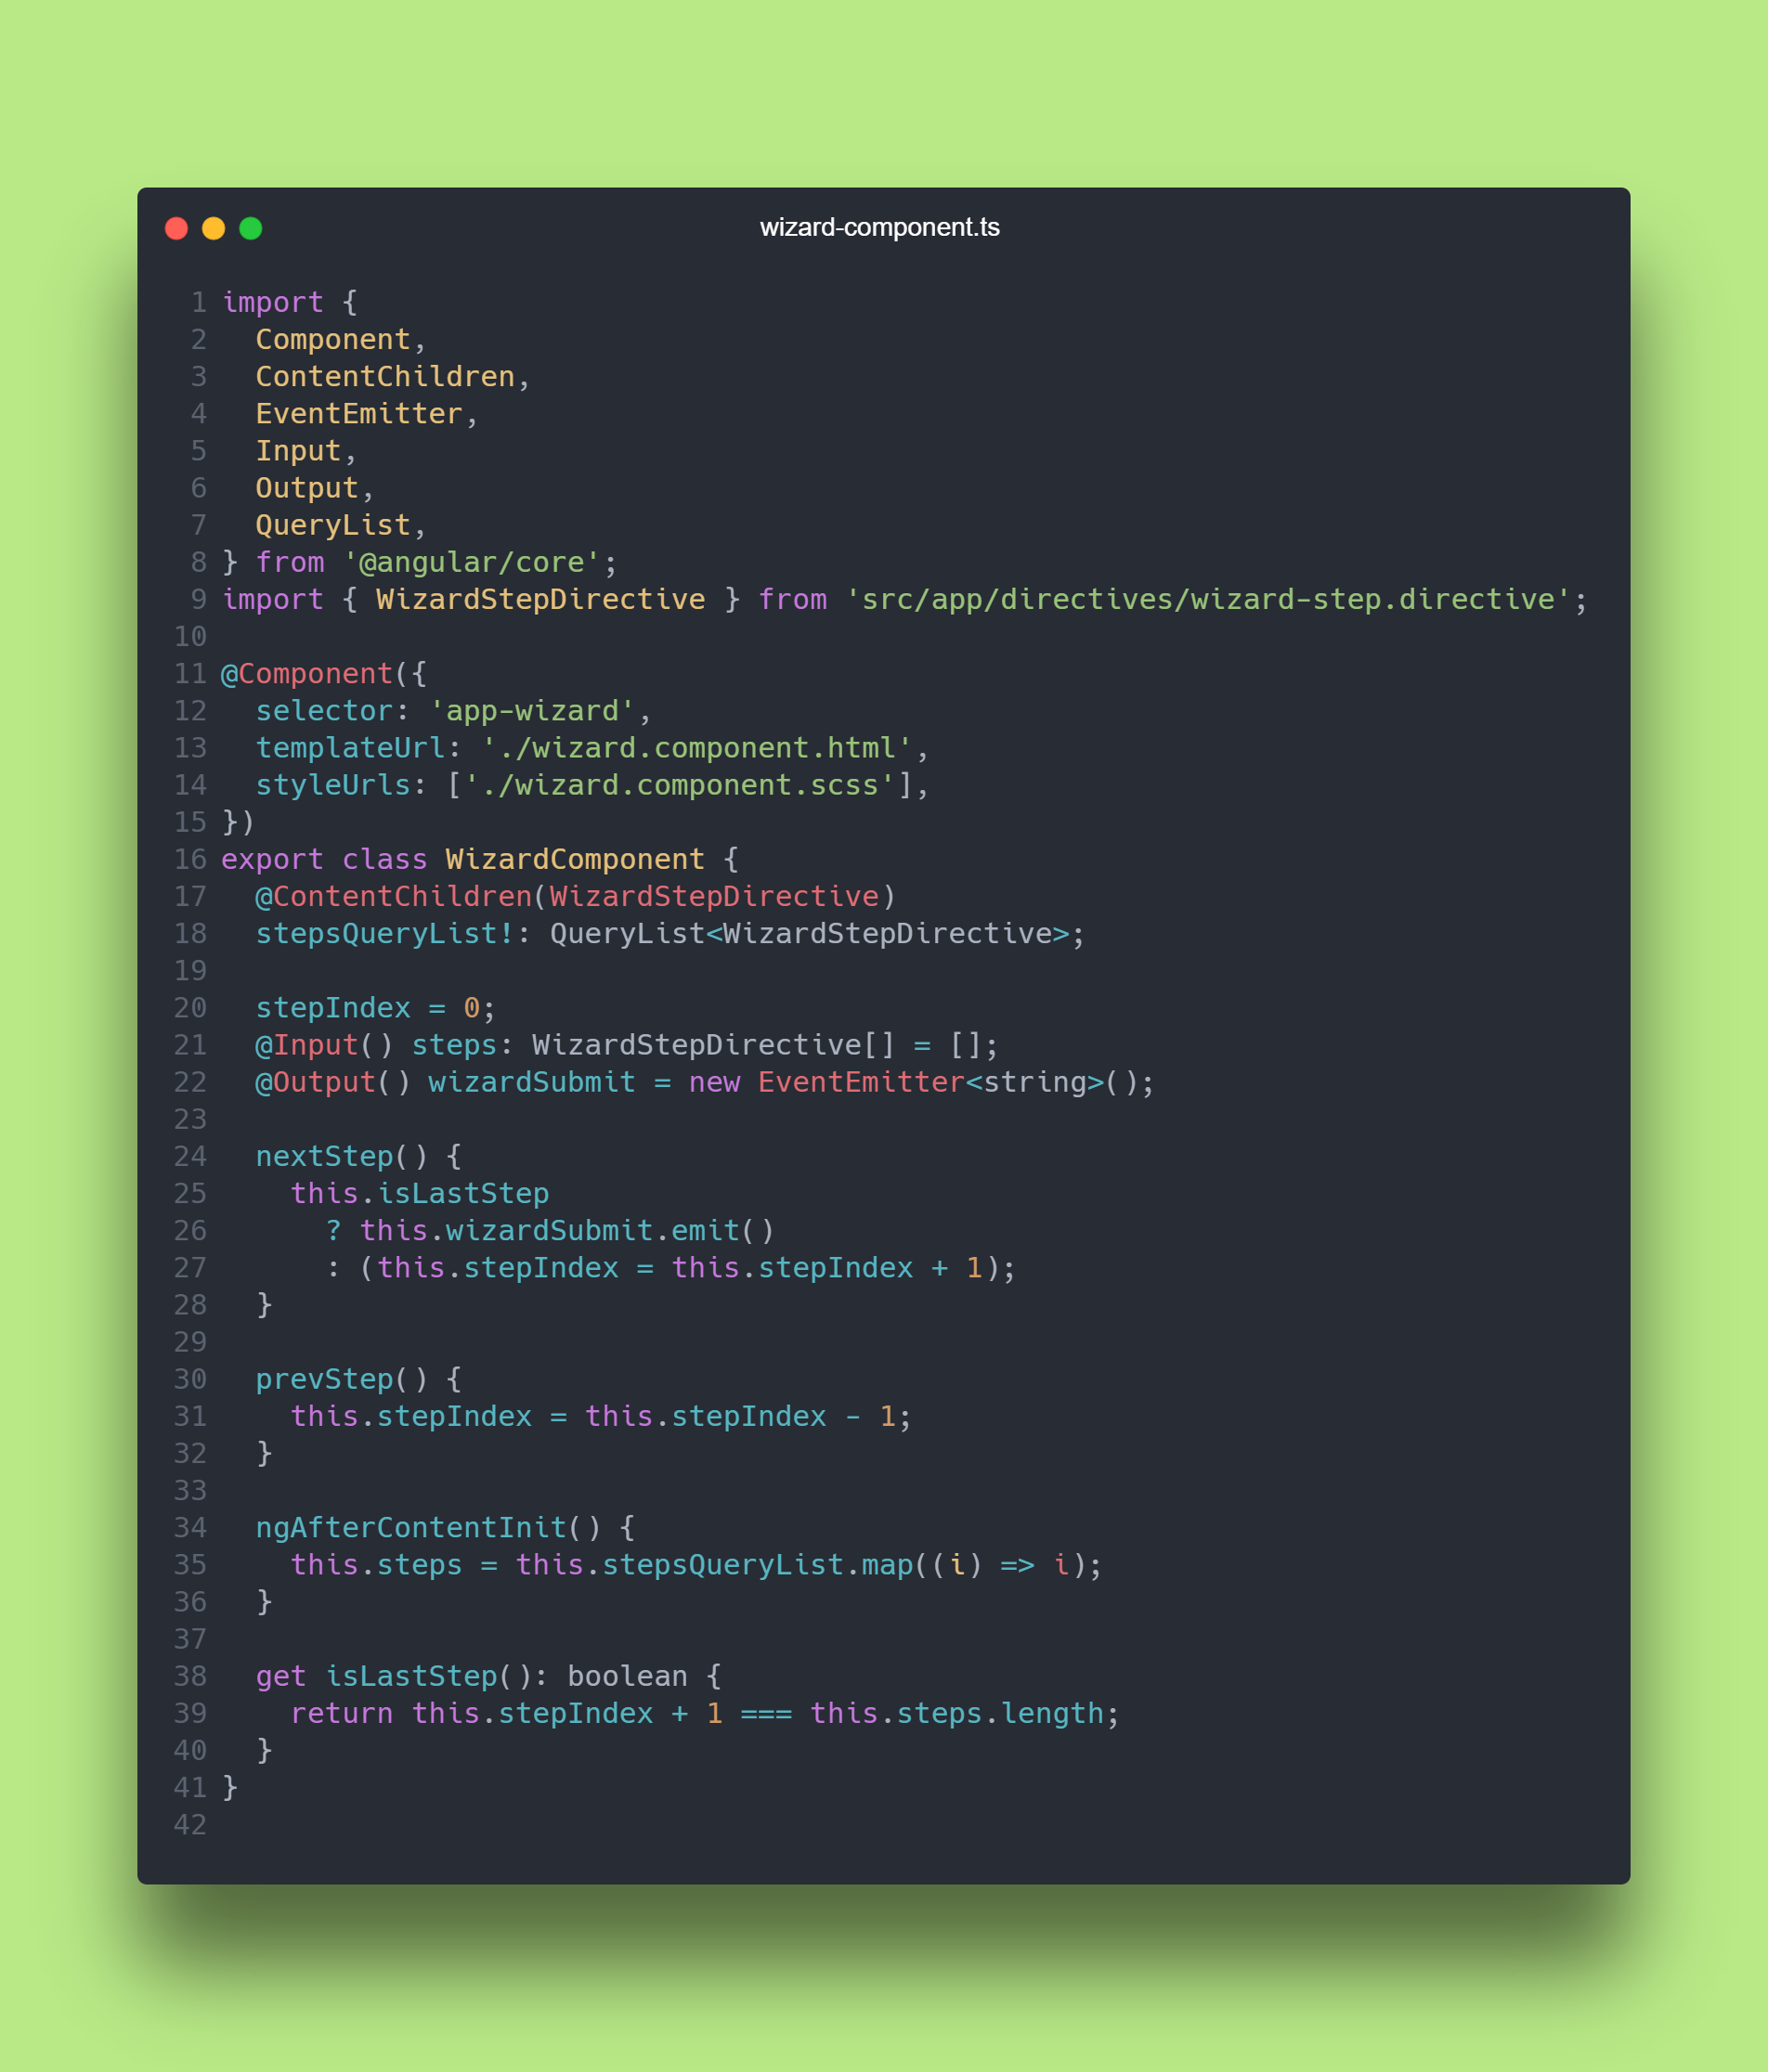 wizard-component.ts
1 import {
2   Component,
3   ContentChildren,
4   EventEmitter,
5   Input,
6   Output,
7   QueryList,
8 } from '@angular/core';
9 import { WizardStepDirective } from 'src/app/directives/wizard-step.directive';
10
11 @Component({
12   selector: 'app-wizard',
13   templateUrl: './wizard.component.html',
14   styleUrls: ['./wizard.component.scss'],
15 })
16 export class WizardComponent {
17   @ContentChildren(WizardStepDirective)
18   stepsQueryList!: QueryList<WizardStepDirective>;
19
20   stepIndex = 0;
21   @Input() steps: WizardStepDirective[] = [];
22   @Output() wizardSubmit = new EventEmitter<string>();
23
24   nextStep() {
25     this.isLastStep
26       ? this.wizardSubmit.emit()
27       : (this.stepIndex = this.stepIndex + 1);
28   }
29
30   prevStep() {
31     this.stepIndex = this.stepIndex - 1;
32   }
33
34   ngAfterContentInit() {
35     this.steps = this.stepsQueryList.map((i) => i);
36   }
37
38   get isLastStep(): boolean {
39     return this.stepIndex + 1 === this.steps.length;
40   }
41 }
42